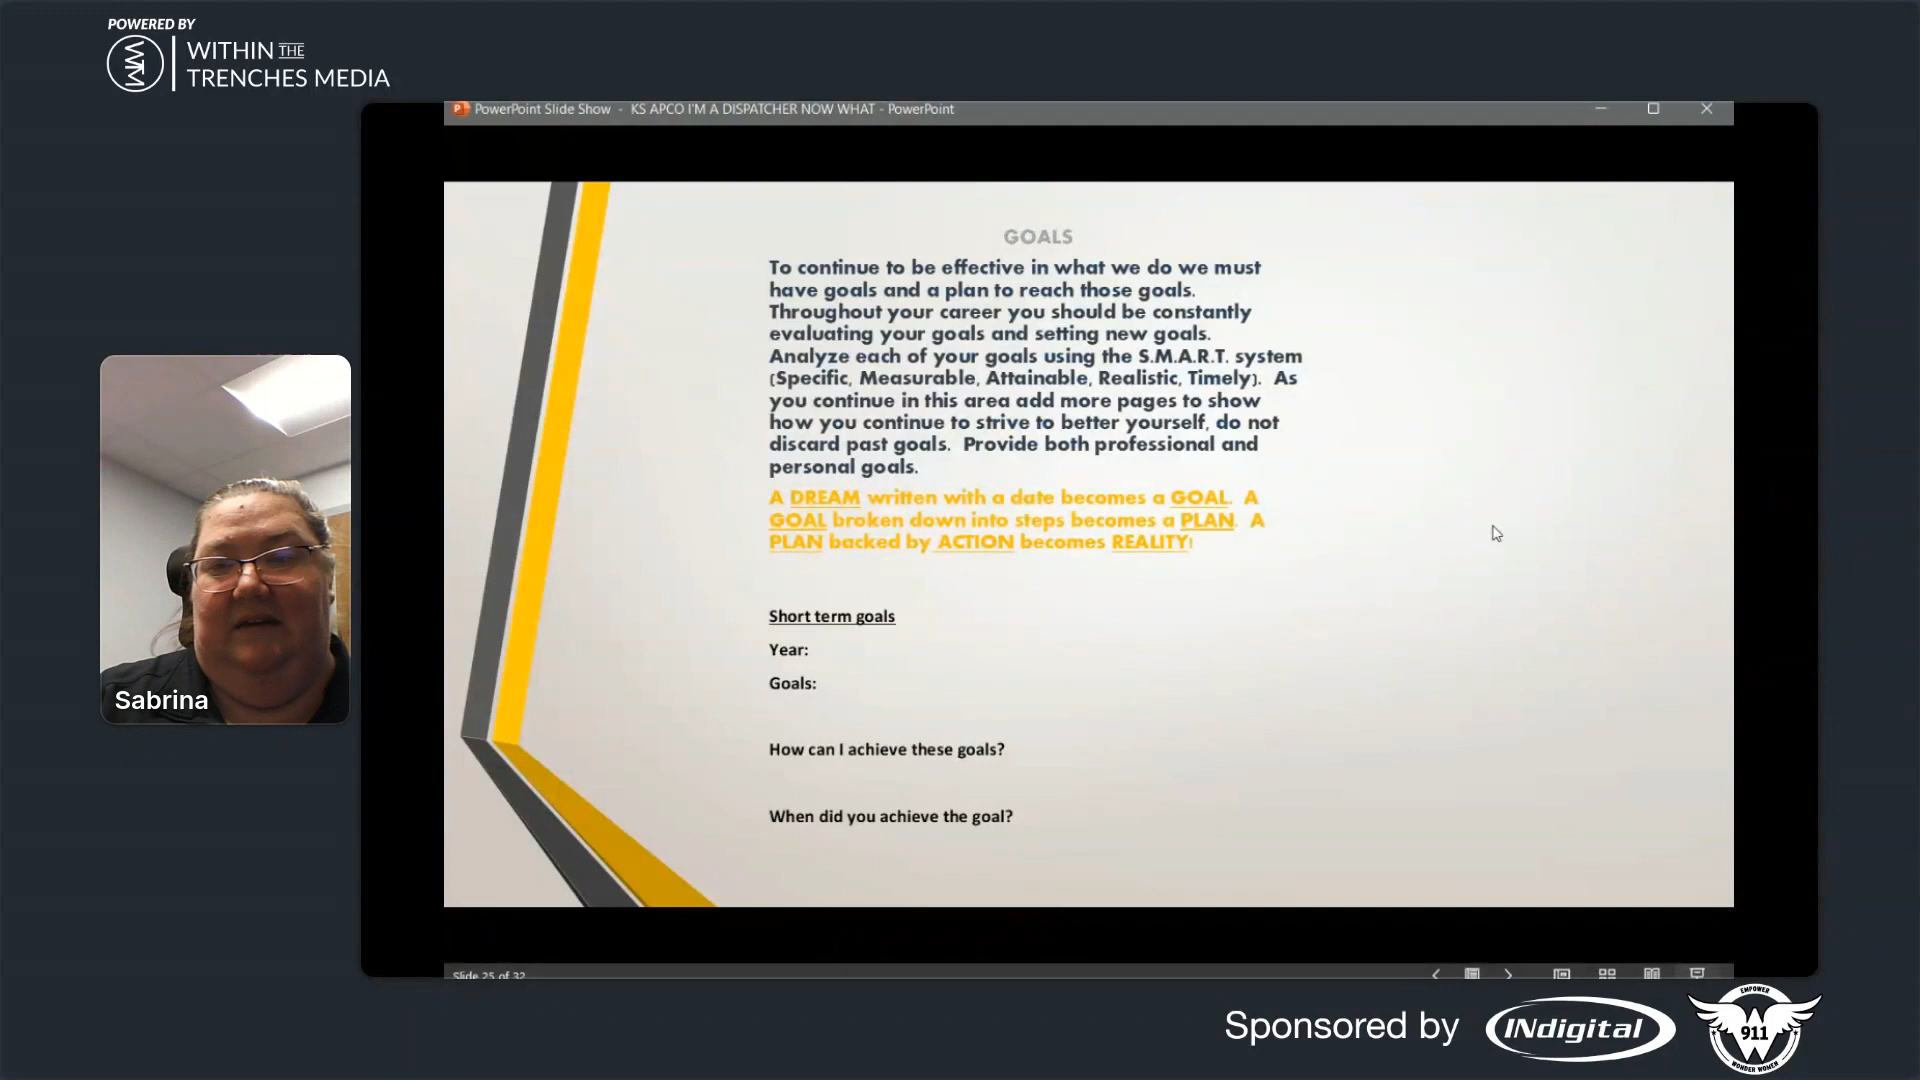 POWERED BY
WITHIN THE
TRENCHES MEDIA
WTM
PowerPoint Slide Show - KS APCO I'M A DISPATCHER NOW WHAT - PowerPoint
GOALS
To continue to be effective in what we do we must
have goals and a plan to reach those goals.
Throughout your career you should be constantly
evaluating your goals and setting new goals.
Analyze each of your goals using the S.M.A.R.T. system
(Specific, Measurable, Attainable, Realistic, Timely). As
you continue in this area add more pages to show
how you continue to strive to better yourself, do not
discard past goals. Provide both professional and
personal goals.
A DREAM written with a date becomes a GOAL. A
GOAL broken down into steps becomes a PLAN. A
PLAN backed by ACTION becomes REALITY!
Short term goals
Year:
Goals:
How can I achieve these goals?
When did you achieve the goal?
Sabrina
Slide 25 of 32
Sponsored by
INdigital
EMPOWER
W
911
WONDER WOMEN